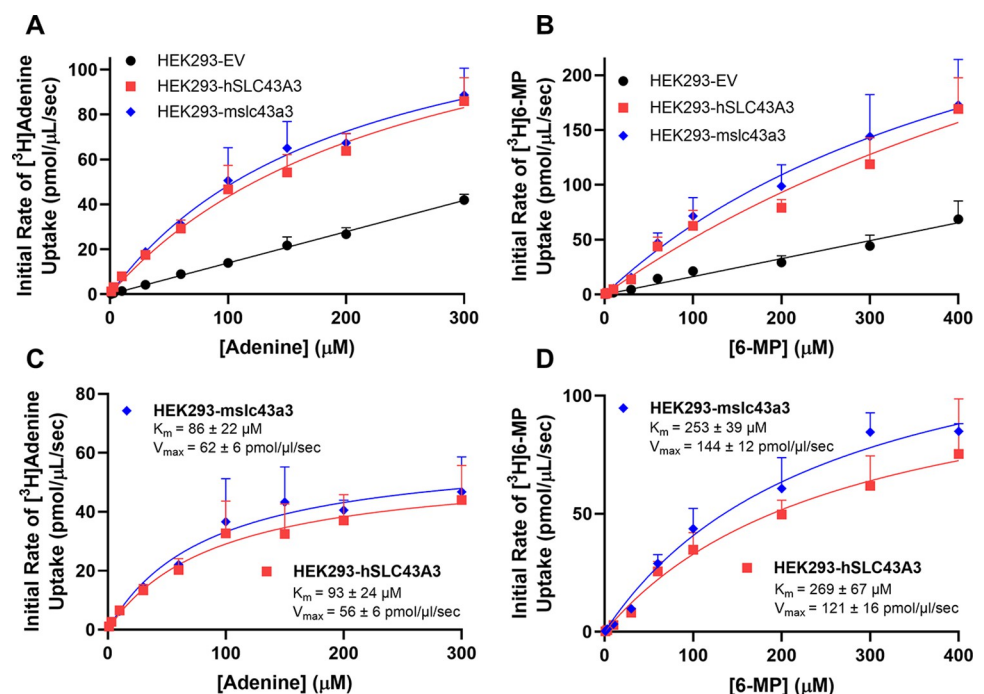 A
Initial Rate of [³H]Adenine
Uptake (pmol/μL/sec)
100
80
60
40
20
0
HEK293-EV
HEK293-hSLC43A3
HEK293-mslc43a3
0
100
200
300
[Adenine] (μM)
B
Initial Rate of [³H]6-MP
Uptake (pmol/μL/sec)
200
150
100
50
0
HEK293-EV
HEK293-hSLC43A3
HEK293-mslc43a3
0
100
200
300
400
[6-MP] (μM)
C
Initial Rate of [³H]Adenine
Uptake (pmol/μL/sec)
80
60
40
20
0
HEK293-mslc43a3
Km = 86 ± 22 μM
Vmax = 62 ± 6 pmol/μl/sec
HEK293-hSLC43A3
Km = 93 ± 24 μM
Vmax = 56 ± 6 pmol/μl/sec
0
100
200
300
[Adenine] (μM)
D
Initial Rate of [³H]6-MP
Uptake (pmol/μL/sec)
100
50
0
HEK293-mslc43a3
Km = 253 ± 39 μM
Vmax = 144 ± 12 pmol/μl/sec
HEK293-hSLC43A3
Km = 269 ± 67 μM
Vmax = 121 ± 16 pmol/μl/sec
0
100
200
300
400
[6-MP] (μM)